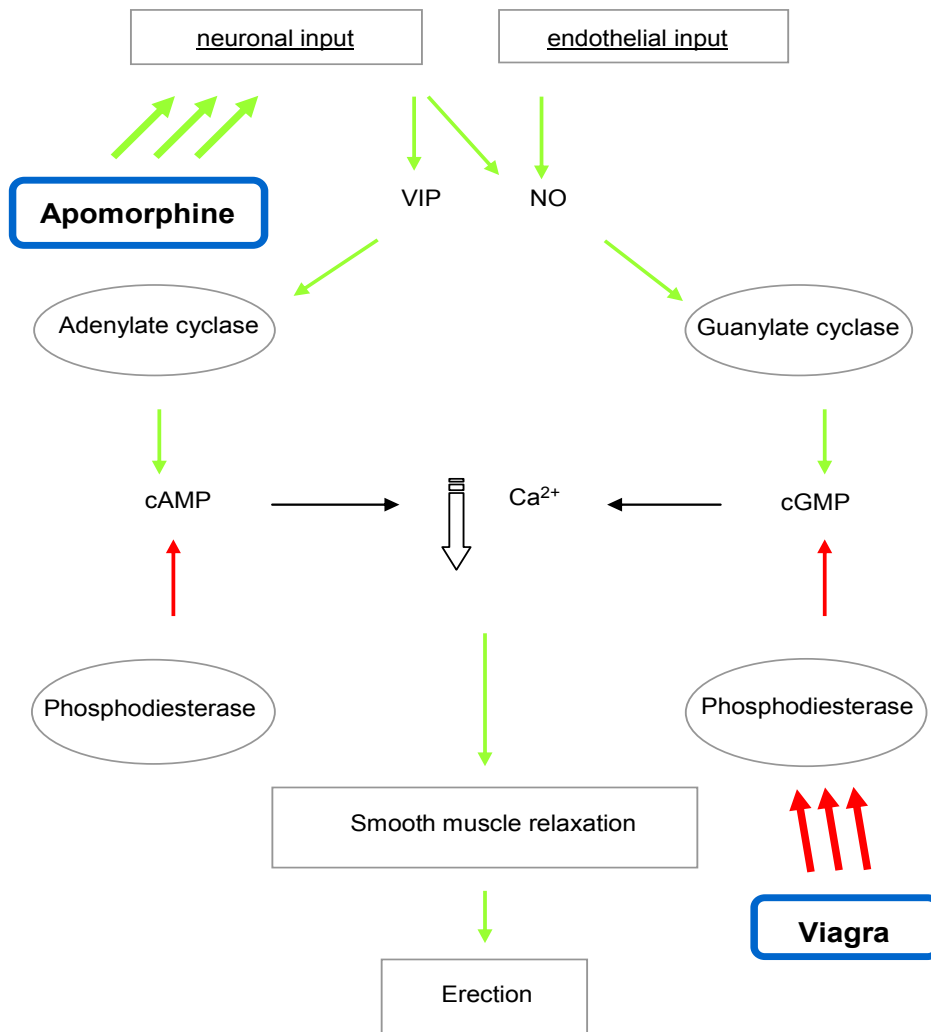 neuronal input
endothelial input
Apomorphine
VIP
NO
Adenylate cyclase
Guanylate cyclase
cAMP
Ca²⁺
cGMP
Phosphodiesterase
Phosphodiesterase
Smooth muscle relaxation
Viagra
Erection